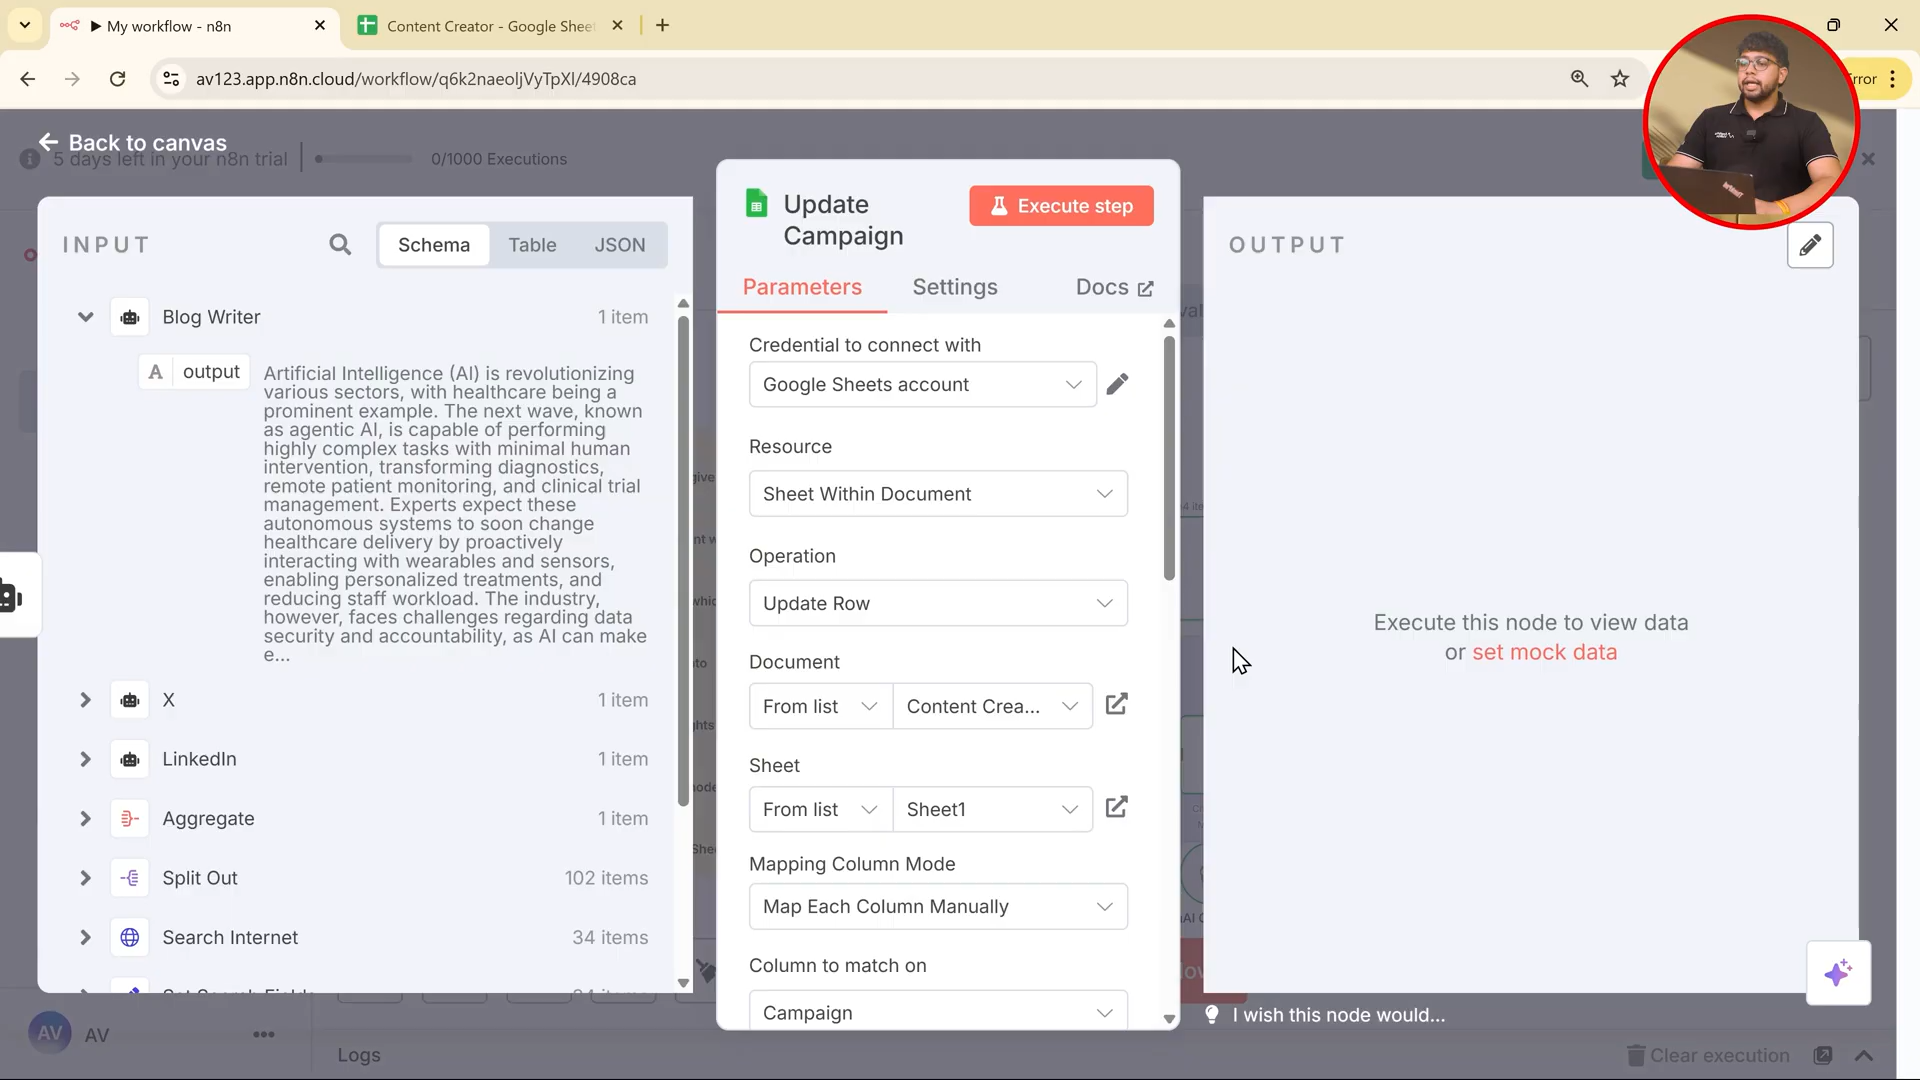 ▶ My workflow - n8n
Content Creator - Google Shee
av123.app.n8n.cloud/workflow/q6k2naeoljVyTpXl/4908ca
rror
Back to canvas
5 days left in your n8n trial
0/1000 Executions
Update
Campaign
Execute step
INPUT
Schema
Table
JSON
OUTPUT
Parameters
Settings
Docs
Blog Writer
1 item
A output
Artificial Intelligence (AI) is revolutionizing
various sectors, with healthcare being a
prominent example. The next wave, known
as agentic AI, is capable of performing
highly complex tasks with minimal human
intervention, transforming diagnostics,
remote patient monitoring, and clinical trial
management. Experts expect these
autonomous systems to soon change
healthcare delivery by proactively
interacting with wearables and sensors,
enabling personalized treatments, and
reducing staff workload. The industry,
however, faces challenges regarding data
security and accountability, as AI can make
e...
X
1 item
LinkedIn
1 item
Aggregate
1 item
Split Out
102 items
Search Internet
34 items
Credential to connect with
Google Sheets account
Resource
Sheet Within Document
Operation
Update Row
Document
From list
Content Crea...
Sheet
From list
Sheet1
Mapping Column Mode
Map Each Column Manually
Column to match on
Campaign
Execute this node to view data
or set mock data
I wish this node would...
AV
AV
Logs
Clear execution